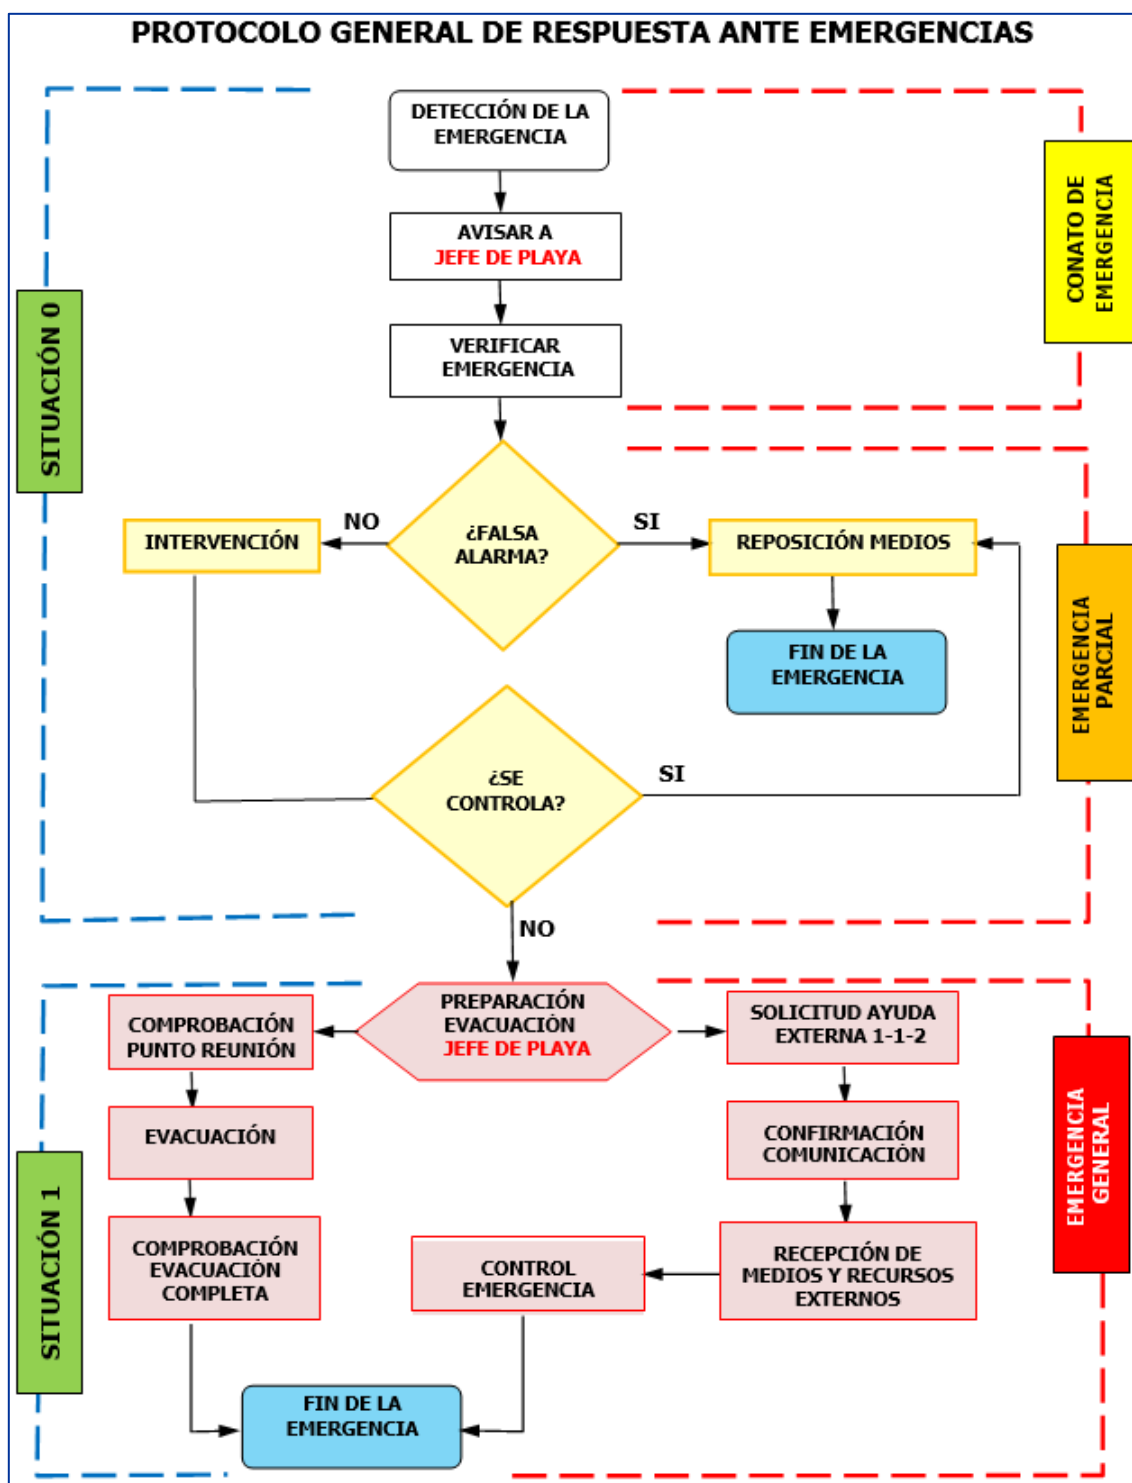 PROTOCOLO GENERAL DE RESPUESTA ANTE EMERGENCIAS
DETECCIÓN DE LA
EMERGENCIA
AVISAR A
JEFE DE PLAYA
VERIFICAR
EMERGENCIA
CONATO DE
EMERGENCIA
SITUACIÓN 0
¿FALSA
ALARMA?
NO
SI
INTERVENCIÓN
REPOSICIÓN MEDIOS
FIN DE LA
EMERGENCIA
EMERGENCIA
PARCIAL
¿SE
CONTROLA?
SI
NO
PREPARACIÓN
EVACUACIÓN
JEFE DE PLAYA
COMPROBACIÓN
PUNTO REUNIÓN
SOLICITUD AYUDA
EXTERNA 1-1-2
EVACUACIÓN
CONFIRMACIÓN
COMUNICACIÓN
EMERGENCIA
GENERAL
SITUACIÓN 1
COMPROBACIÓN
EVACUACIÓN
COMPLETA
CONTROL
EMERGENCIA
RECEPCIÓN DE
MEDIOS Y RECURSOS
EXTERNOS
FIN DE LA
EMERGENCIA